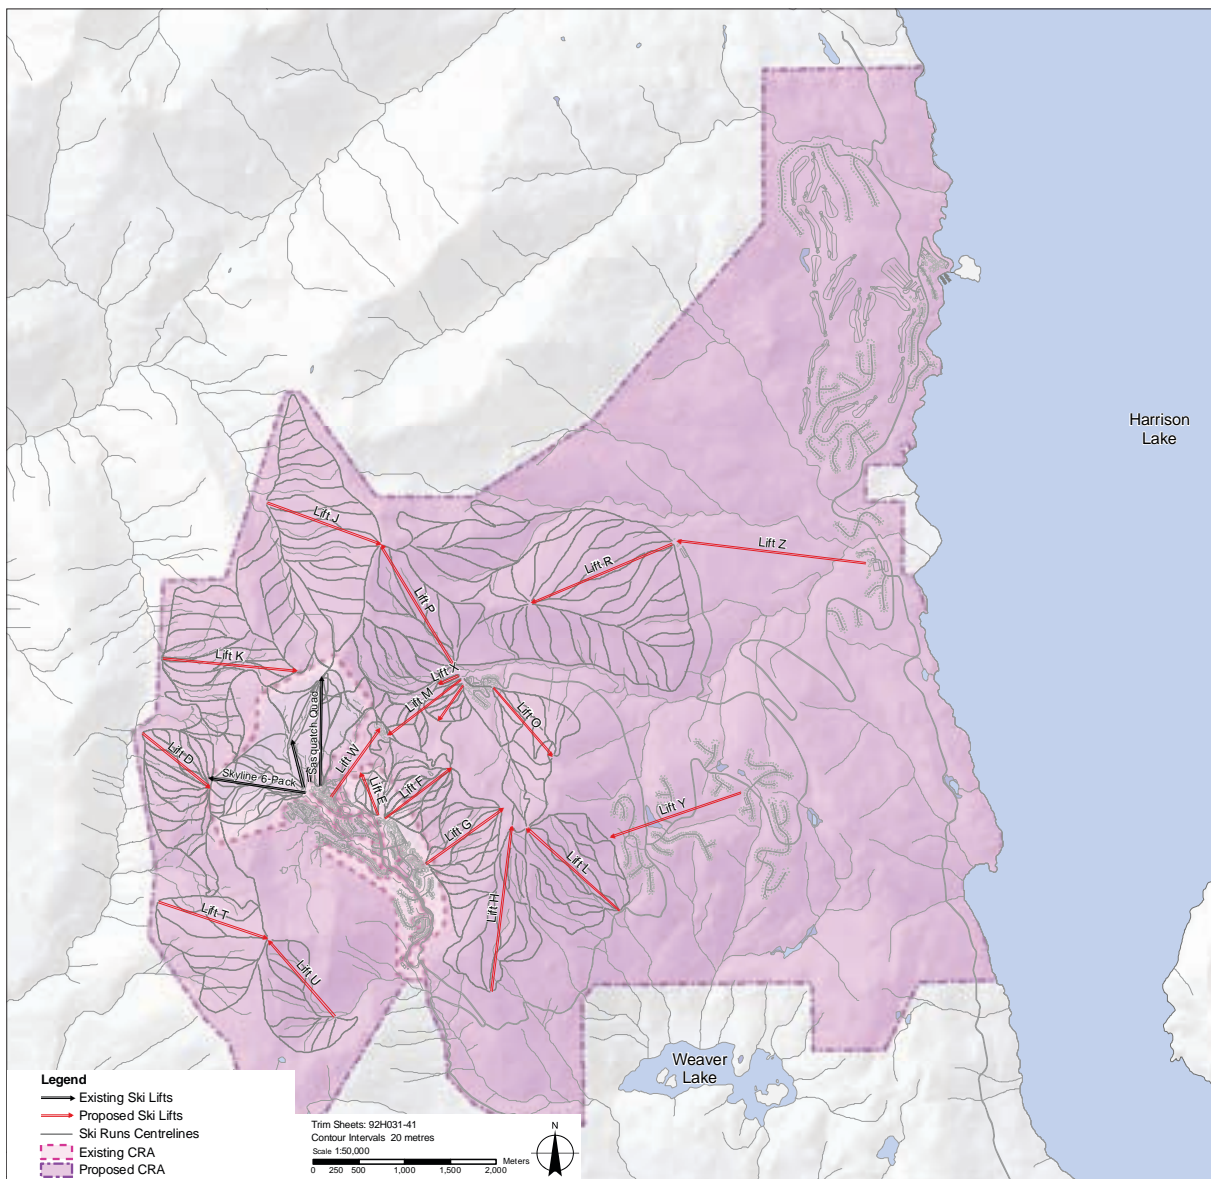 Harrison
Lake
Lift J
Lift Z
Lift R
Lift P
Lift K
Lift X
Lift M
Sasquatch Quad
Lift O
Lift W
Lift D
Skyline 6-Pack
Lift E
Lift F
Lift Y
Lift G
Lift L
Lift H
Lift T
Lift U
Weaver
Lake
Legend
Existing Ski Lifts
Proposed Ski Lifts
Ski Runs Centrelines
Existing CRA
Proposed CRA
Trim Sheets: 92H031-41
Contour Intervals 20 metres
Scale 1:50,000
Meters
0 250 500 1,000 1,500 2,000
N